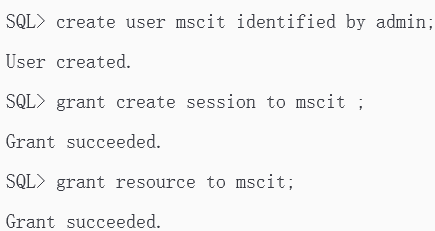 SQL> create user mscit identified by admin;
User created.
SQL> grant create session to mscit ;
Grant succeeded.
SQL> grant resource to mscit;
Grant succeeded.